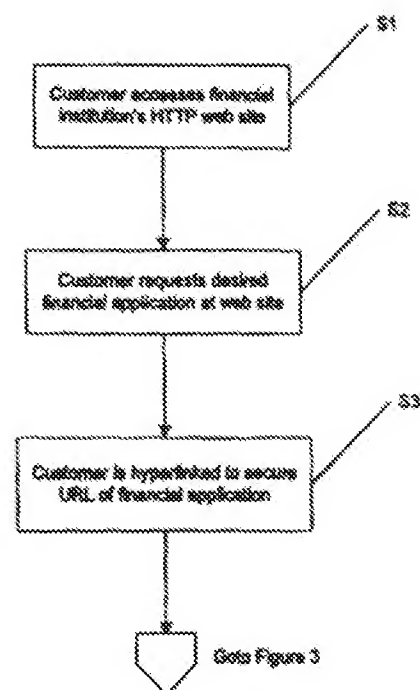 S1
Customer accesses financial
institution's HTTP web site
S2
Customer requests desired
financial application at web site
S3
Customer is hyperlinked to secure
URL of financial application
Goto Figure 3